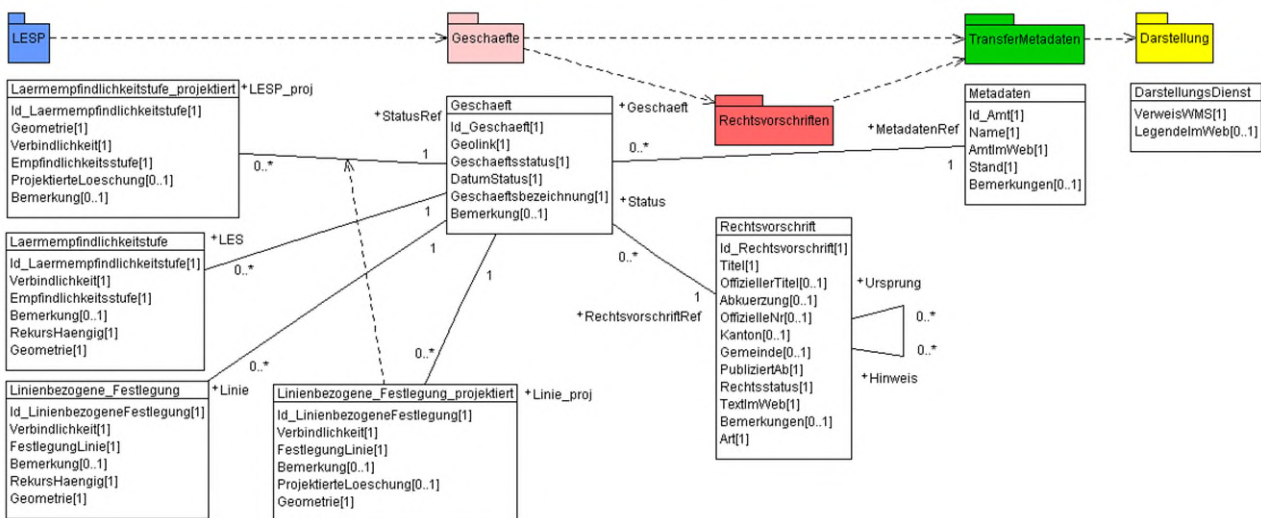 LESP
Geschaefte
TransferMetadaten
Darstellung
Rechtsvorschriften
Laermempfindlichkeitstufe_projektiert
Id_Laermempfindlichkeitstufe[1]
Geometrie[1]
Verbindlichkeit[1]
Empfindlichkeitsstufe[1]
ProjektierteLoeschung[0..1]
Bemerkung[0..1]
+LESP_proj
0..*
+StatusRef
1
Geschaeft
Id_Geschaeft[1]
Geolink[1]
Geschaeftsstatus[1]
DatumStatus[1]
Geschaeftsbezeichnung[1]
Bemerkung[0..1]
+Geschaeft
0..*
+MetadatenRef
1
Metadaten
Id_Amt[1]
Name[1]
AmtImWeb[1]
Stand[1]
Bemerkungen[0..1]
DarstellungsDienst
VerweisWMS[1]
LegendeImWeb[0..1]
Laermempfindlichkeitstufe
Id_Laermempfindlichkeitstufe[1]
Verbindlichkeit[1]
Empfindlichkeitsstufe[1]
Bemerkung[0..1]
RekursHaengig[1]
Geometrie[1]
+LES
0..*
1
1
1
+Status
0..*
+RechtsvorschriftRef
1
Rechtsvorschrift
Id_Rechtsvorschrift[1]
Titel[1]
OffiziellerTitel[0..1]
Abkuerzung[0..1]
OffizielleNr[0..1]
Kanton[0..1]
Gemeinde[0..1]
PubliziertAb[1]
Rechtsstatus[1]
TextImWeb[1]
Bemerkungen[0..1]
Art[1]
+Ursprung
0..*
0..*
+Hinweis
Linienbezogene_Festlegung
Id_LinienbezogeneFestlegung[1]
Verbindlichkeit[1]
FestlegungLinie[1]
Bemerkung[0..1]
RekursHaengig[1]
Geometrie[1]
0..*
+Linie
Linienbezogene_Festlegung_projektiert
Id_LinienbezogeneFestlegung[1]
Verbindlichkeit[1]
FestlegungLinie[1]
Bemerkung[0..1]
ProjektierteLoeschung[0..1]
Geometrie[1]
0..*
+Linie_proj